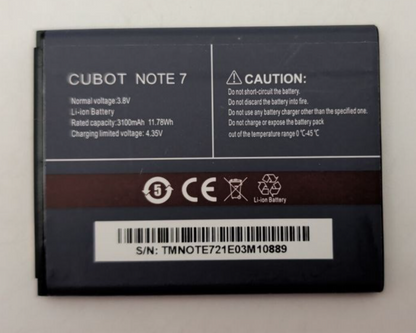 CUBOT NOTE 7
Normal voltage:3.8V
Li-ion Battery
Rated capacity:3100mAh 11.78Wh
Charging limited voltage: 4.35V
CAUTION:
Do not short-circuit the battery.
Do not discard the battery into fire.
Do not use any battery charger other than the specified.
Do not charge or expose the battery
out of the temperature range 0 ℃-45 ℃
5
CE
Li-ion Battery
S/N: TMNOTE721E03M10889